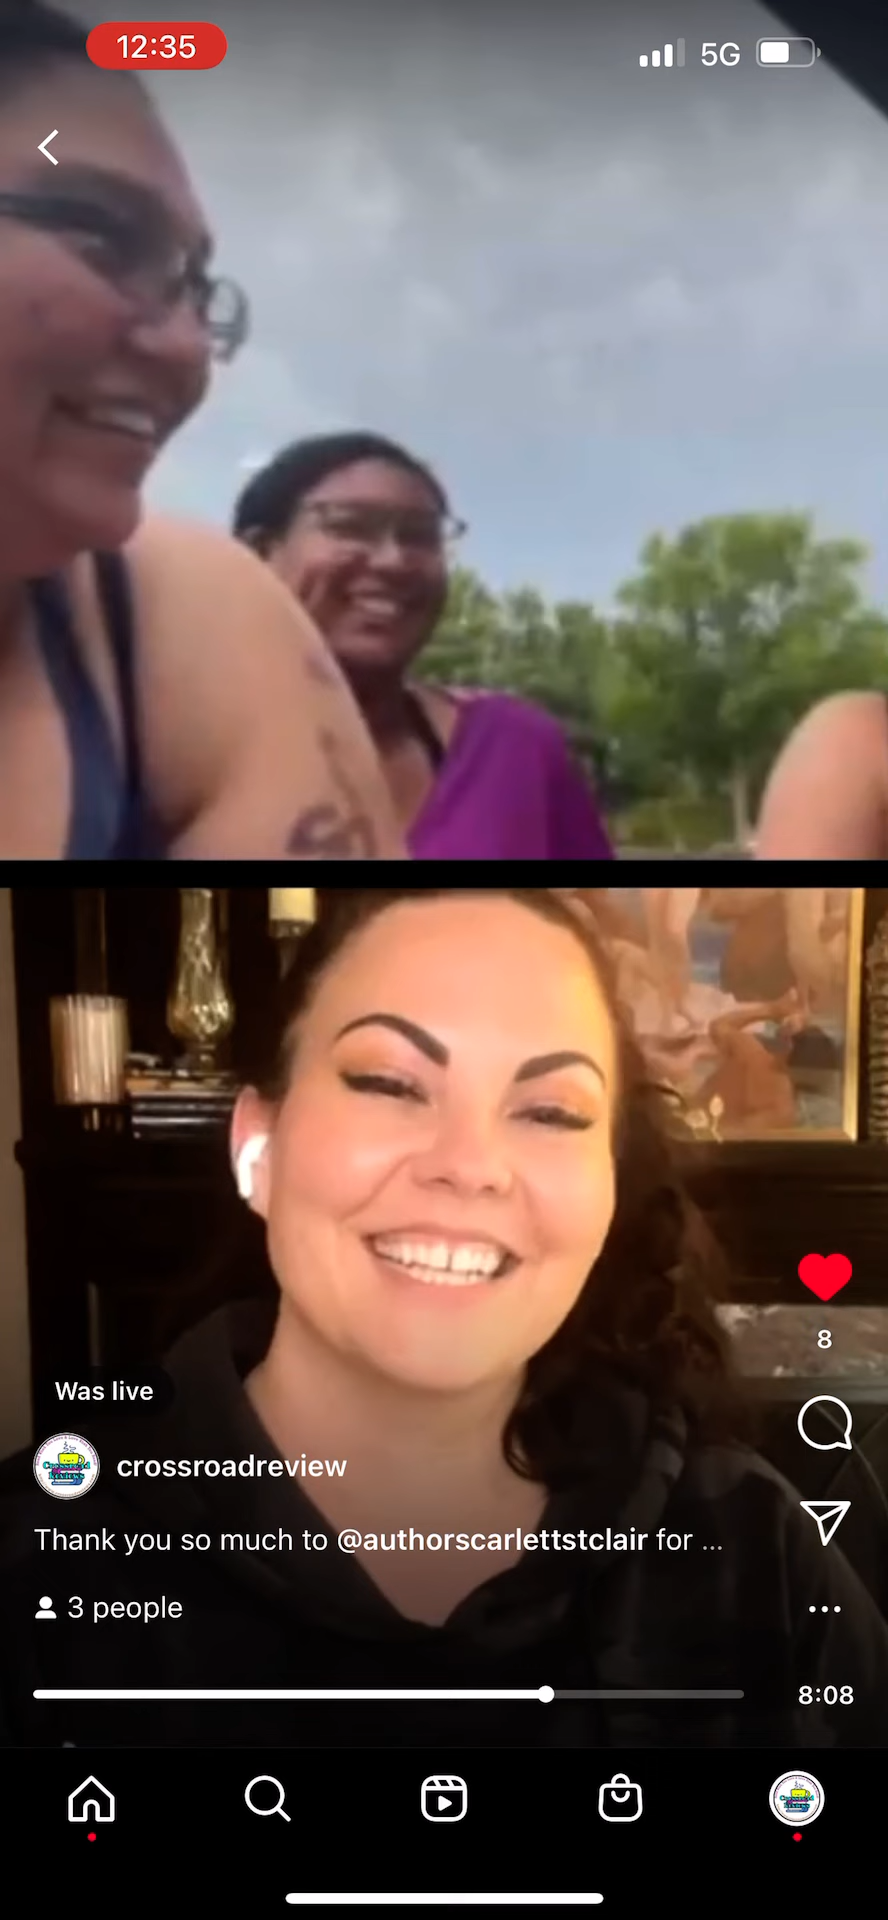 12:35
5G
Was live
crossroadreview
Thank you so much to @authorscarlettstclair for ...
3 people
8
8:08